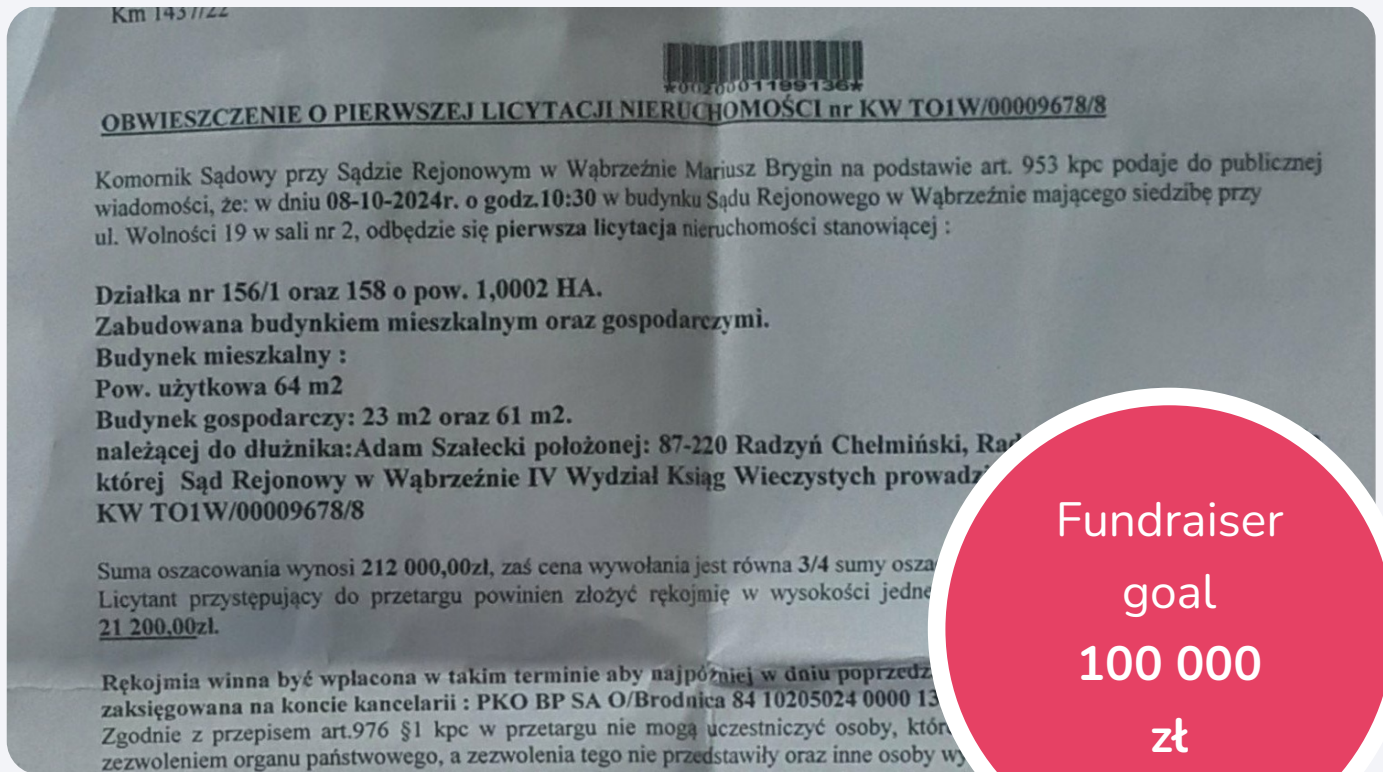 OBWIESZCZENIE O PIERWSZEJ LICYTACJI NIERUCHOMOŚCI nr KW TO1W/00009678/8
Komornik Sądowy przy Sądzie Rejonowym w Wąbrzeźnie Mariusz Brygin na podstawie art. 953 kpc podaje do publicznej
wiadomości, że: w dniu 08-10-2024r. o godz.10:30 w budynku Sądu Rejonowego w Wąbrzeźnie mającego siedzibę przy
ul. Wolności 19 w sali nr 2, odbędzie się pierwsza licytacja nieruchomości stanowiącej :
Działka nr 156/1 oraz 158 o pow. 1,0002 HA.
Zabudowana budynkiem mieszkalnym oraz gospodarczymi.
Budynek mieszkalny :
Pow. użytkowa 64 m2
Budynek gospodarczy: 23 m2 oraz 61 m2.
należącej do dłużnika:Adam Szałecki położonej: 87-220 Radzyń Chełmiński,
której Sąd Rejonowy w Wąbrzeźnie IV Wydział Ksiąg Wieczystych
KW TO1W/00009678/8
Suma oszacowania wynosi 212 000,00zł, zaś cena wywołania jest równa 3/4 sumy
Licytant przystępujący do przetargu powinien złożyć rękojmię w wysokości
21 200,00zł.
Rękojmia winna być wpłacona w takim terminie aby najpóźniej w dniu
zaksięgowana na koncie kancelarii : PKO BP SA O/Brodnica 84 10205024 0000
Zgodnie z przepisem art.976 §1 kpc w przetargu nie mogą uczestniczyć osoby,
zezwoleniem organu państwowego, a zezwolenia tego nie przedstawiły oraz inne osoby
Fundraiser
goal
100 000
zł